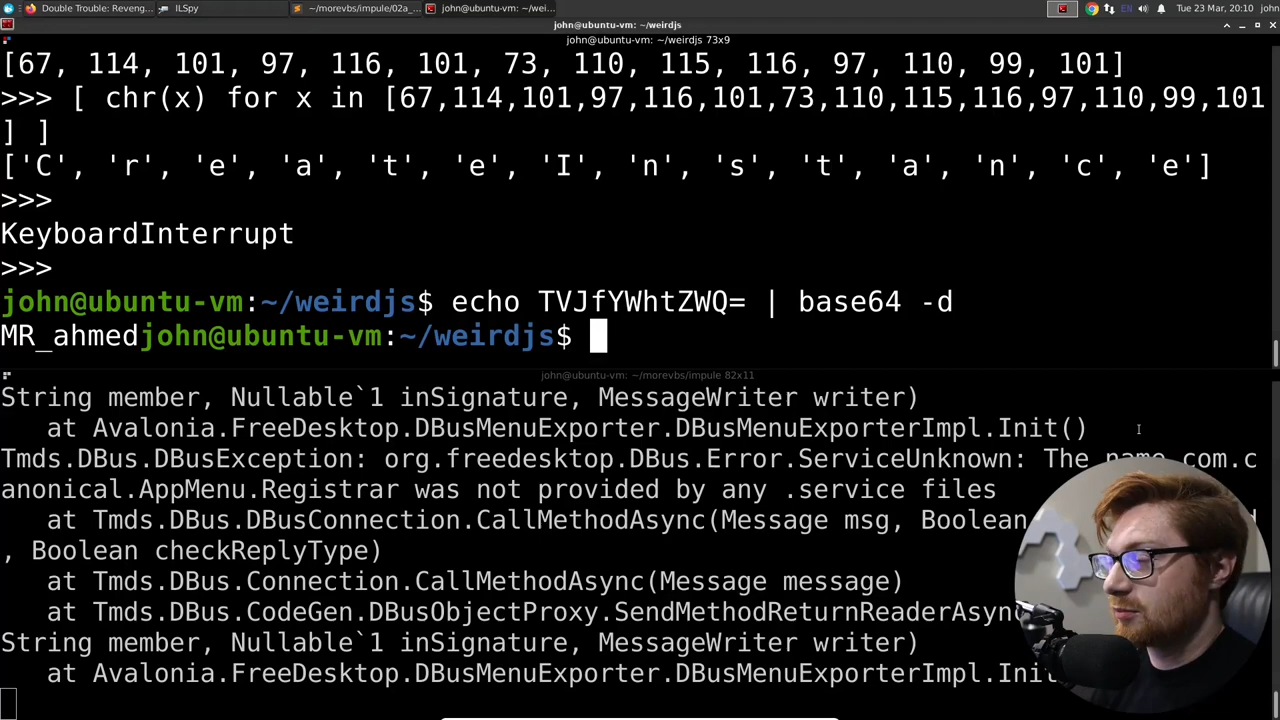 Double Trouble: Reveng...
ILSpy
~/morevbs/impule/02a_...
john@ubuntu-vm: ~/wei...
EN
Tue 23 Mar, 20:10
john
john@ubuntu-vm: ~/weirdjs
john@ubuntu-vm: ~/weirdjs 73x9
[67, 114, 101, 97, 116, 101, 73, 110, 115, 116, 97, 110, 99, 101]
>>> [ chr(x) for x in [67,114,101,97,116,101,73,110,115,116,97,110,99,101
] ]
['C', 'r', 'e', 'a', 't', 'e', 'I', 'n', 's', 't', 'a', 'n', 'c', 'e']
>>>
KeyboardInterrupt
>>>
john@ubuntu-vm:~/weirdjs$ echo TVJfYWhtZWQ= | base64 -d
MR_ahmedjohn@ubuntu-vm:~/weirdjs$
john@ubuntu-vm: ~/morevbs/impule 82x11
String member, Nullable`1 inSignature, MessageWriter writer)
at Avalonia.FreeDesktop.DBusMenuExporter.DBusMenuExporterImpl.Init()
Tmds.DBus.DBusException: org.freedesktop.DBus.Error.ServiceUnknown: The name com.c
anonical.AppMenu.Registrar was not provided by any .service files
at Tmds.DBus.DBusConnection.CallMethodAsync(Message msg, Boolean
, Boolean checkReplyType)
at Tmds.DBus.Connection.CallMethodAsync(Message message)
at Tmds.DBus.CodeGen.DBusObjectProxy.SendMethodReturnReaderAsyn
String member, Nullable`1 inSignature, MessageWriter writer)
at Avalonia.FreeDesktop.DBusMenuExporter.DBusMenuExporterImpl.Init